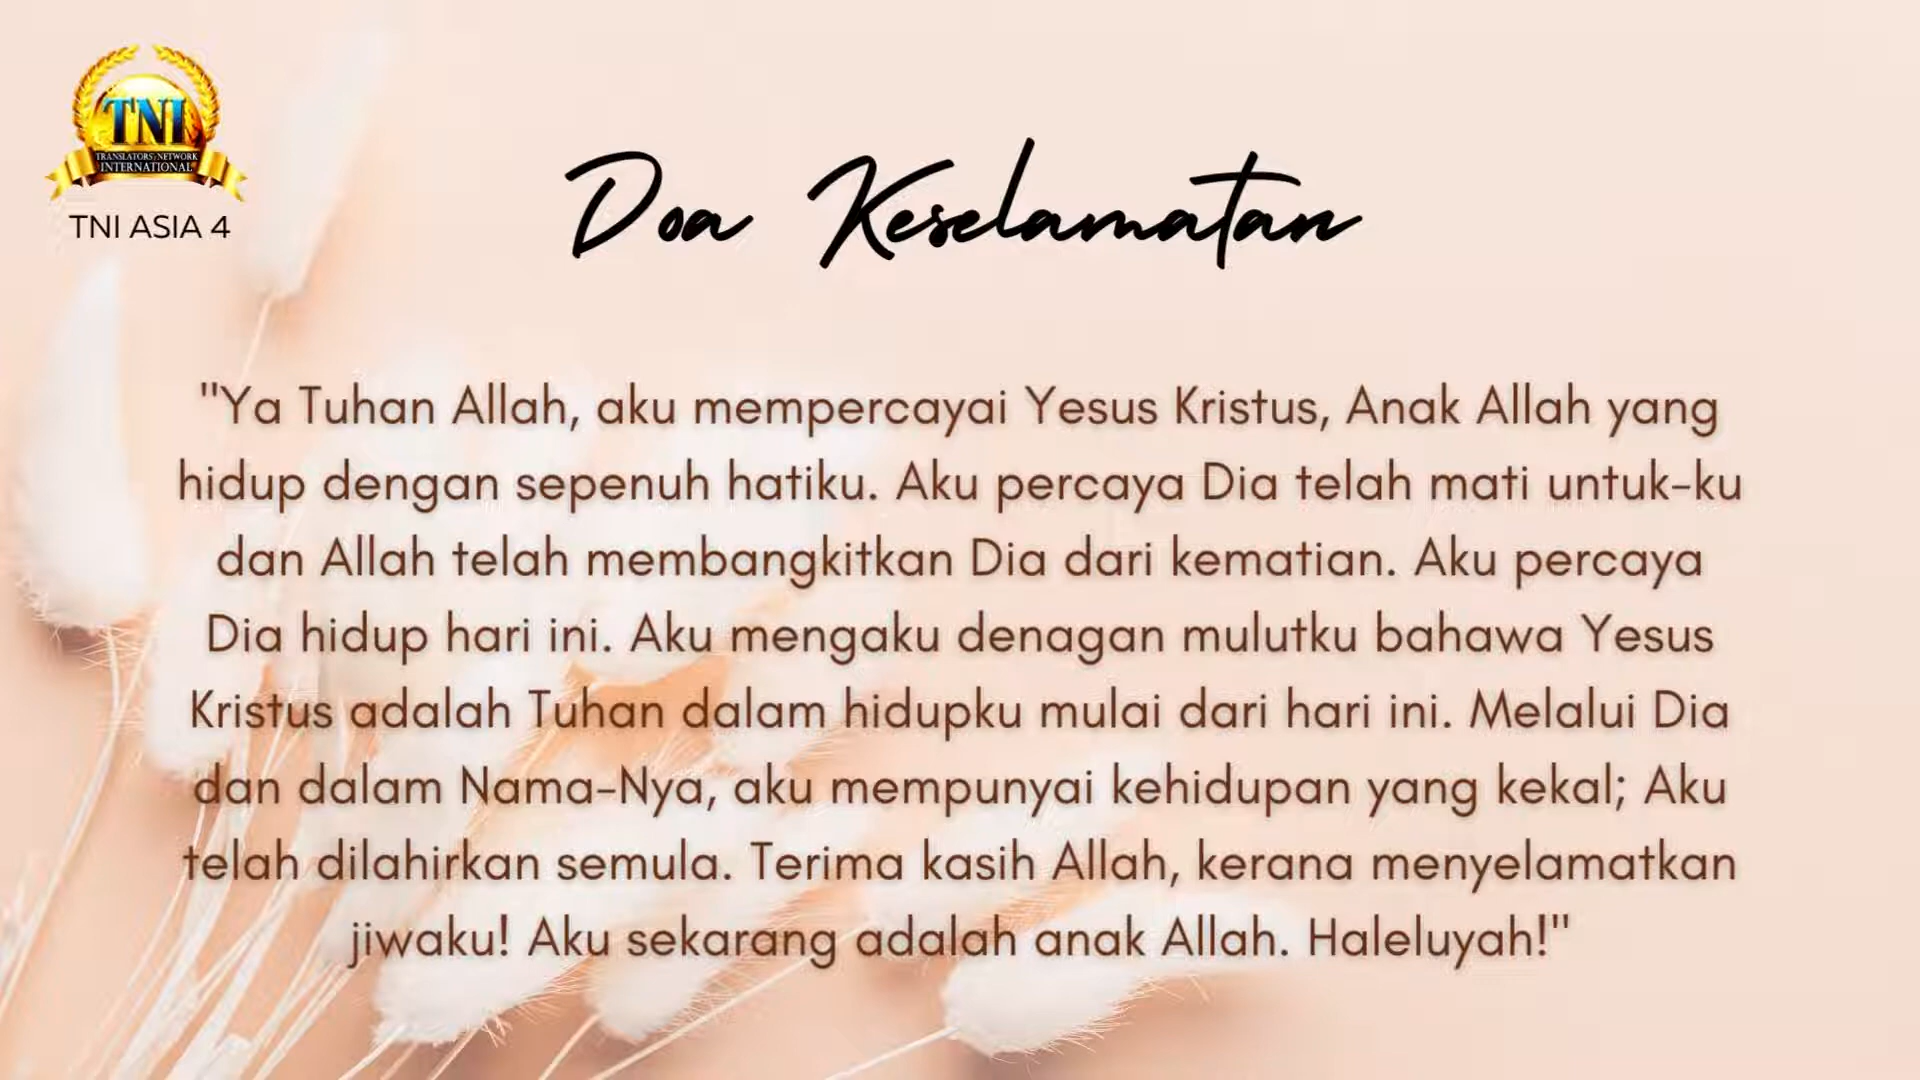 TNI
TRANSLATORS' NETWORK
INTERNATIONAL
TNI ASIA 4
Doa Keselamatan
"Ya Tuhan Allah, aku mempercayai Yesus Kristus, Anak Allah yang
hidup dengan sepenuh hatiku. Aku percaya Dia telah mati untuk-ku
dan Allah telah membangkitkan Dia dari kematian. Aku percaya
Dia hidup hari ini. Aku mengaku denagan mulutku bahawa Yesus
Kristus adalah Tuhan dalam hidupku mulai dari hari ini. Melalui Dia
dan dalam Nama-Nya, aku mempunyai kehidupan yang kekal; Aku
telah dilahirkan semula. Terima kasih Allah, kerana menyelamatkan
jiwaku! Aku sekarang adalah anak Allah. Haleluyah!"